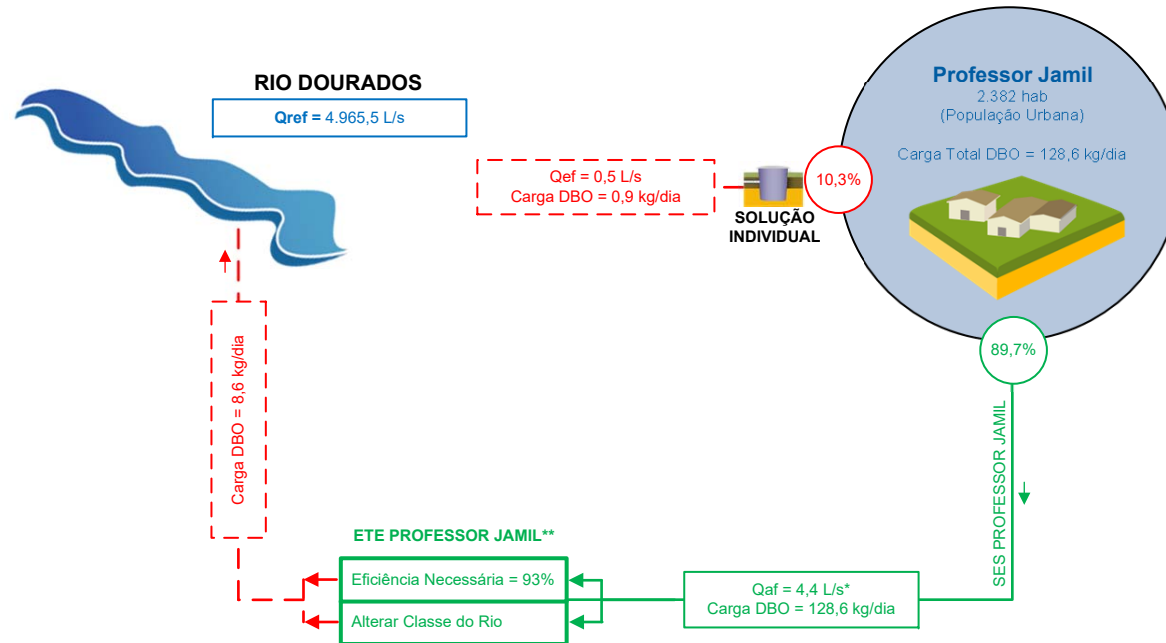 RIO DOURADOS
Qref = 4.965,5 L/s
Professor Jamil
2.382 hab
(População Urbana)
Carga Total DBO = 128,6 kg/dia
Qef = 0,5 L/s
Carga DBO = 0,9 kg/dia
10,3%
SOLUÇÃO
INDIVIDUAL
89,7%
SES PROFESSOR JAMIL
Carga DBO = 8,6 kg/dia
ETE PROFESSOR JAMIL**
Eficiência Necessária = 93%
Alterar Classe do Rio
Qaf = 4,4 L/s*
Carga DBO = 128,6 kg/dia